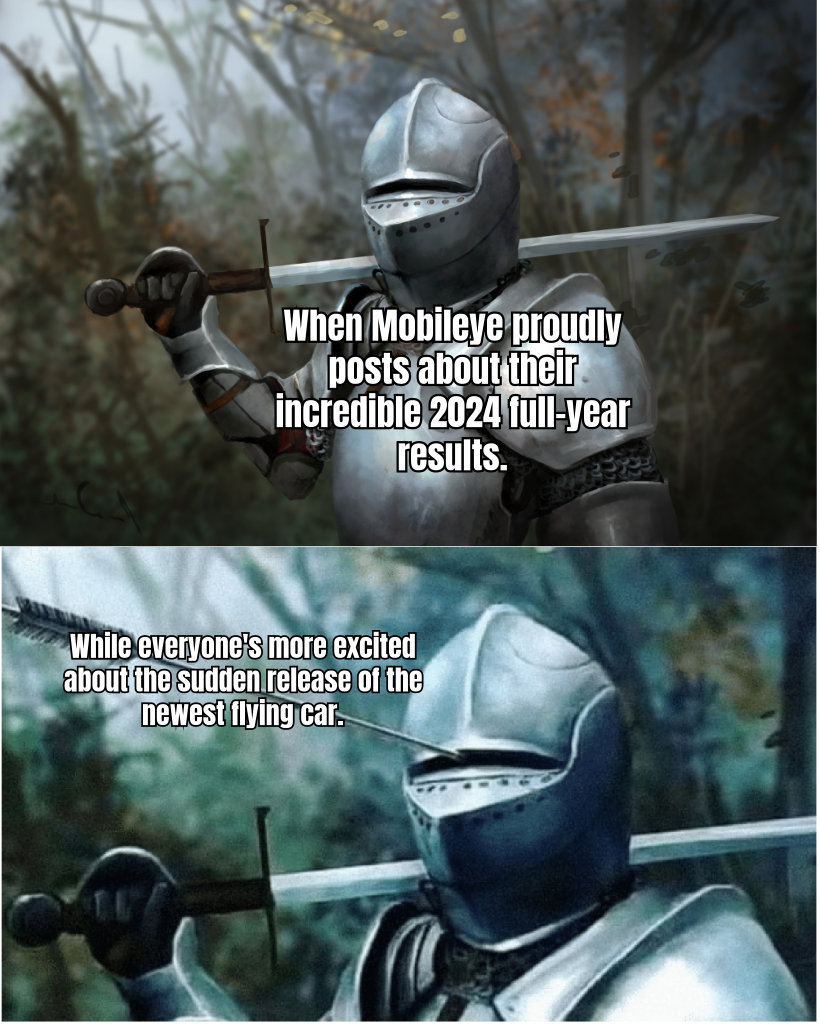 When Mobileye proudly
posts about their
incredible 2024 full-year
results.
While everyone's more excited
about the sudden release of the
newest flying car.